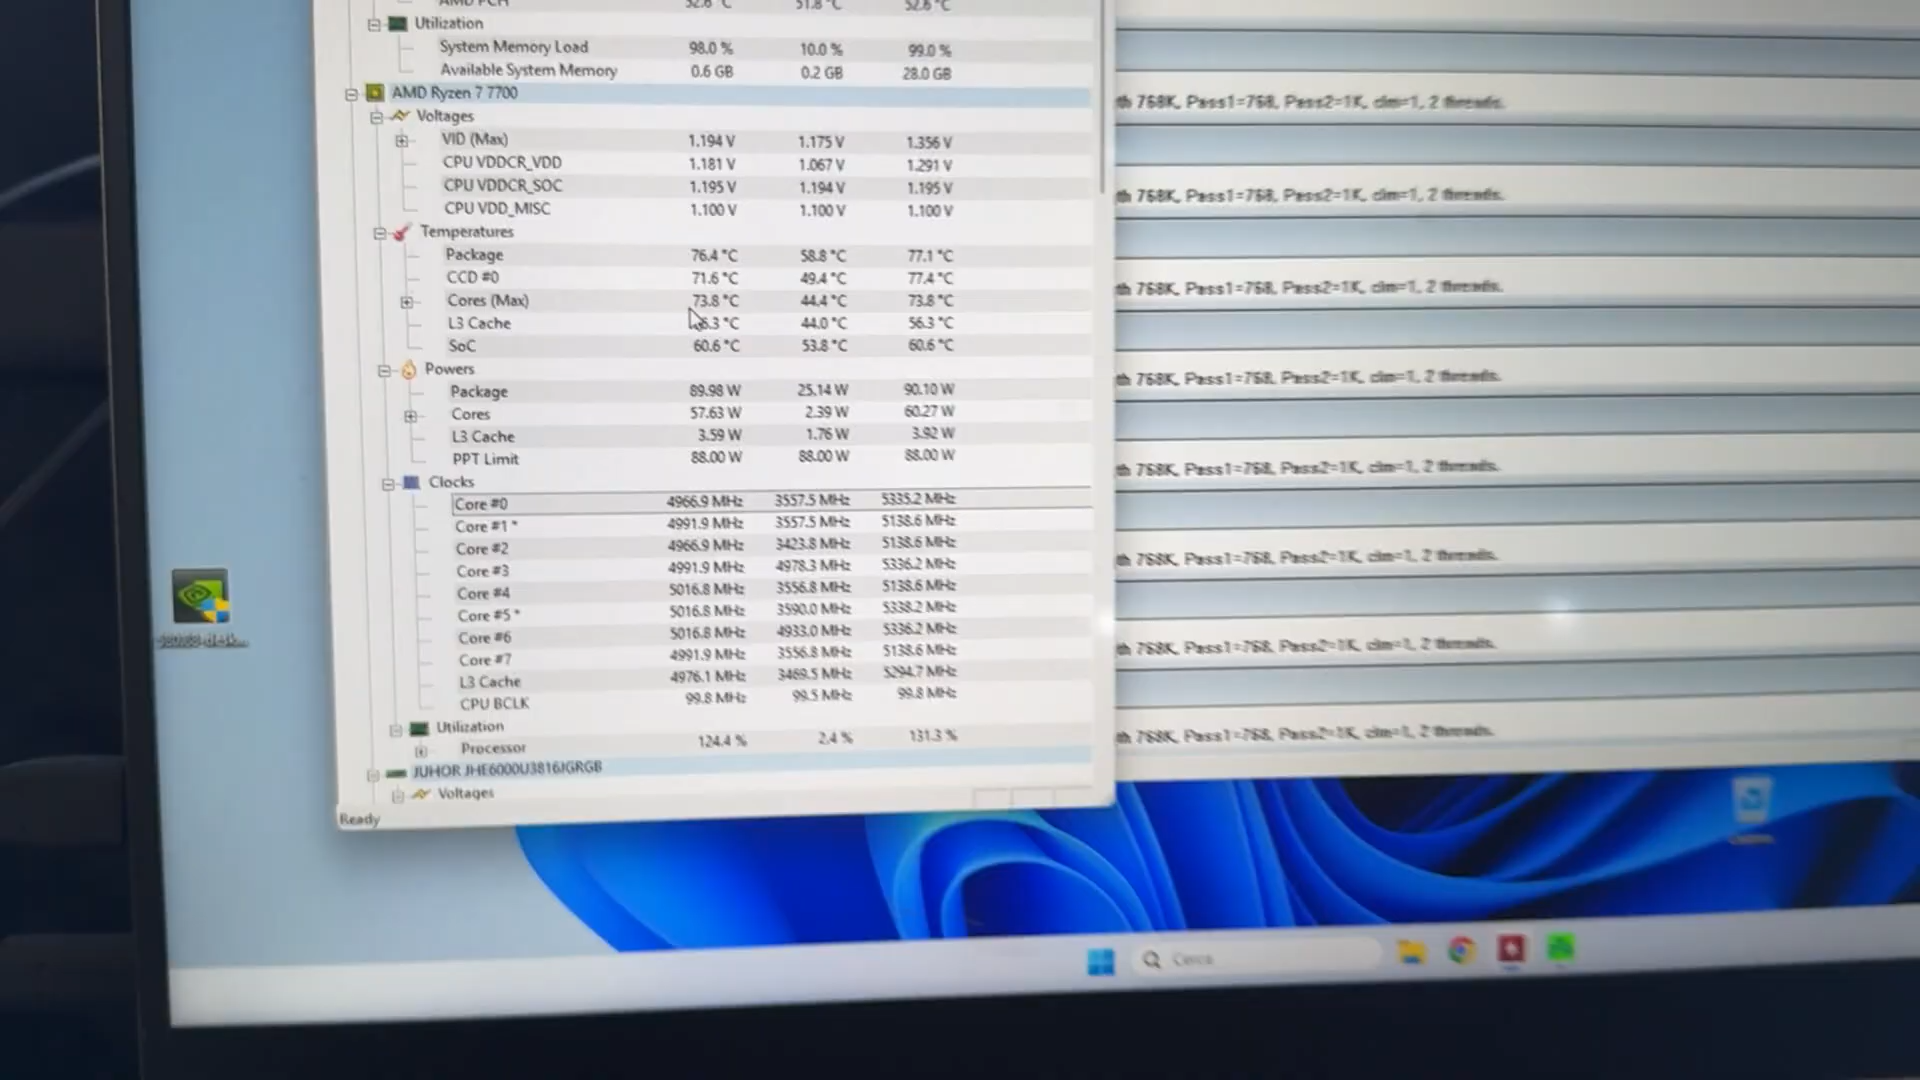 Utilization
System Memory Load 98.0 % 10.0 % 99.0 %
Available System Memory 0.6 GB 0.2 GB 28.0 GB
AMD Ryzen 7 7700
Voltages
VID (Max) 1.194 V 1.175 V 1.356 V
CPU VDDCR_VDD 1.181 V 1.067 V 1.291 V
CPU VDDCR_SOC 1.195 V 1.194 V 1.195 V
CPU VDD_MISC 1.100 V 1.100 V 1.100 V
Temperatures
Package 76.4 °C 58.8 °C 77.1 °C
CCD #0 71.6 °C 49.4 °C 77.4 °C
Cores (Max) 73.8 °C 44.4 °C 73.8 °C
L3 Cache 44.0 °C 56.3 °C
SoC 60.6 °C 53.8 °C 60.6 °C
Powers
Package 89.98 W 25.14 W 90.10 W
Cores 57.63 W 2.39 W 60.27 W
L3 Cache 3.59 W 1.76 W 3.92 W
PPT Limit 88.00 W 88.00 W 88.00 W
Clocks
Core #0 4966.9 MHz 3557.5 MHz 5335.2 MHz
Core #1 * 4991.9 MHz 3557.5 MHz 5138.6 MHz
Core #2 4966.9 MHz 3423.8 MHz 5138.6 MHz
Core #3 4991.9 MHz 4978.3 MHz 5336.2 MHz
Core #4 5016.8 MHz 3556.8 MHz 5138.6 MHz
Core #5 * 5016.8 MHz 3590.0 MHz 5338.2 MHz
Core #6 5016.8 MHz 4933.0 MHz 5336.2 MHz
Core #7 4991.9 MHz 3556.8 MHz 5138.6 MHz
L3 Cache 4976.1 MHz 3469.5 MHz 5294.7 MHz
CPU BCLK 99.8 MHz 99.5 MHz 99.8 MHz
Utilization
Processor 124.4 % 2.4 % 131.3 %
JUHOR JHE6000U3816JGRGB
Voltages
Ready
th 768K, Pass1=768, Pass2=1K, clm=1, 2 threads.
th 768K, Pass1=768, Pass2=1K, clm=1, 2 threads.
th 768K, Pass1=768, Pass2=1K, clm=1, 2 threads.
th 768K, Pass1=768, Pass2=1K, clm=1, 2 threads.
th 768K, Pass1=768, Pass2=1K, clm=1, 2 threads.
th 768K, Pass1=768, Pass2=1K, clm=1, 2 threads.
th 768K, Pass1=768, Pass2=1K, clm=1, 2 threads.
th 768K, Pass1=768, Pass2=1K, clm=1, 2 threads.
Cerca